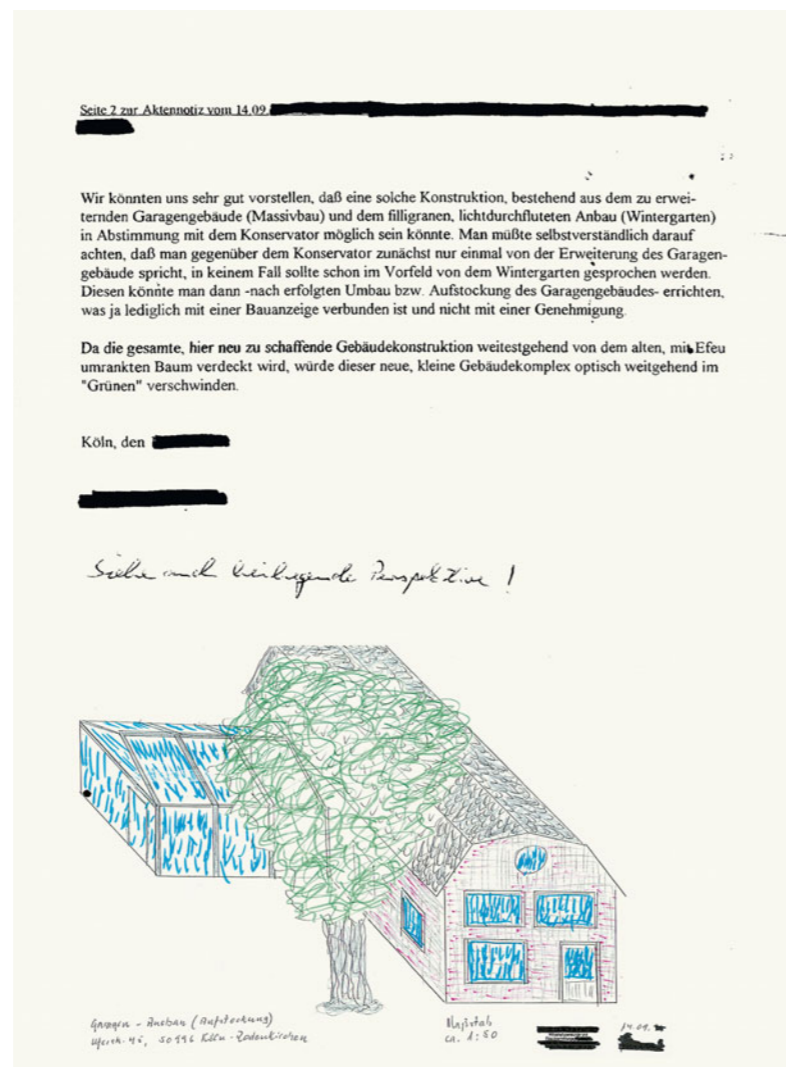 Seite 2 zur Aktennotiz vom 14.09.
Wir könnten uns sehr gut vorstellen, daß eine solche Konstruktion, bestehend aus dem zu erwei-
ternden Garagengebäude (Massivbau) und dem filligranen, lichtdurchfluteten Anbau (Wintergarten)
in Abstimmung mit dem Konservator möglich sein könnte. Man müßte selbstverständlich darauf
achten, daß man gegenüber dem Konservator zunächst nur einmal von der Erweiterung des Garagen-
gebäude spricht, in keinem Fall sollte schon im Vorfeld von dem Wintergarten gesprochen werden.
Diesen könnte man dann -nach erfolgten Umbau bzw. Aufstockung des Garagengebäudes- errichten,
was ja lediglich mit einer Bauanzeige verbunden ist und nicht mit einer Genehmigung.
Da die gesamte, hier neu zu schaffende Gebäudekonstruktion weitestgehend von dem alten, mit Efeu
umrankten Baum verdeckt wird, würde dieser neue, kleine Gebäudekomplex optisch weitgehend im
"Grünen" verschwinden.
Köln, den
Siehe auch beiliegende Perspektive !
Garagen - Ausbau (Aufstockung)
50996 Köln - Rodenkirchen
Maßstab
ca. 1:50
14.09.